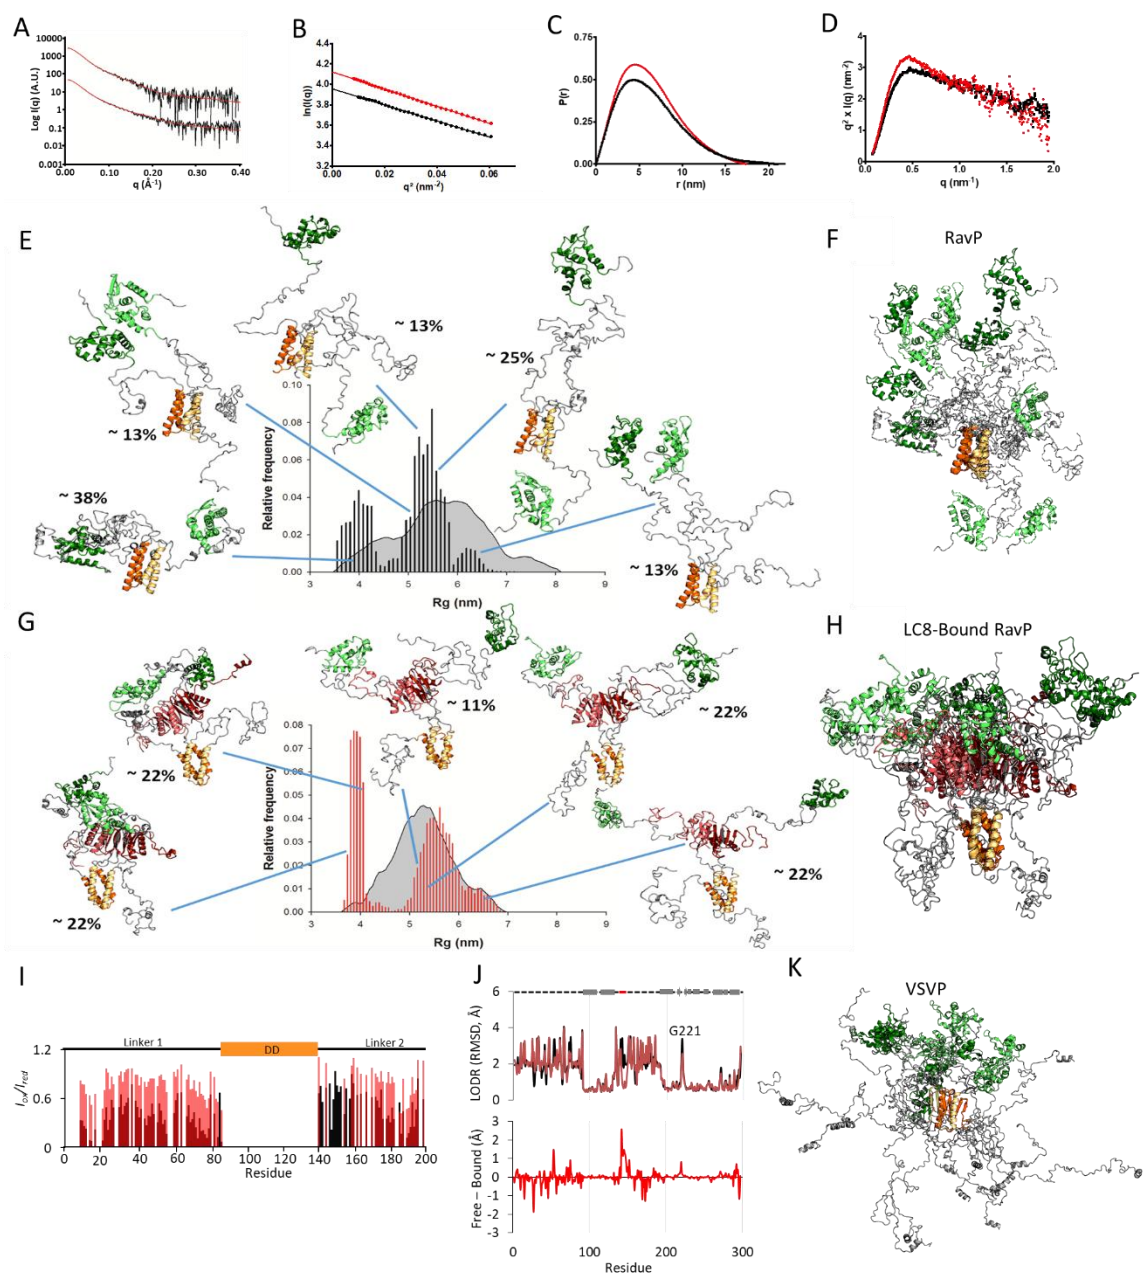 A
Log I(q) (A.U.)
10000
1000
100
10
1
0.1
0.01
0.001
0.00 0.10 0.20 0.30 0.40
q (Å⁻¹)
B
ln(I(q))
4.4
4.2
4.0
3.8
3.6
3.4
3.2
0.00 0.02 0.04 0.06
q² (nm⁻²)
C
P(r)
0.75
0.50
0.25
0.00
0 5 10 15 20
r (nm)
D
q² x I(q) (nm⁻²)
4
3
2
1
0
0.0 0.5 1.0 1.5 2.0
q (nm⁻¹)
E
~ 13%
~ 13%
~ 25%
~ 38%
~ 13%
Relative frequency
0.10
0.08
0.06
0.04
0.02
0.00
3 4 5 6 7 8 9
Rg (nm)
F
RavP
G
~ 11%
~ 22%
~ 22%
~ 22%
~ 22%
Relative frequency
0.08
0.07
0.06
0.05
0.04
0.03
0.02
0.01
0.00
3 4 5 6 7 8 9
Rg (nm)
H
LC8-Bound RavP
I
Linker 1 DD Linker 2
Iox/Ired
1.2
0.6
0
0 20 40 60 80 100 120 140 160 180 200
Residue
J
LODR (RMSD, Å)
6
4
2
0
G221
Free – Bound (Å)
3
2
1
0
-1
-2
-3
0 100 200 300
Residue
K
VSVP